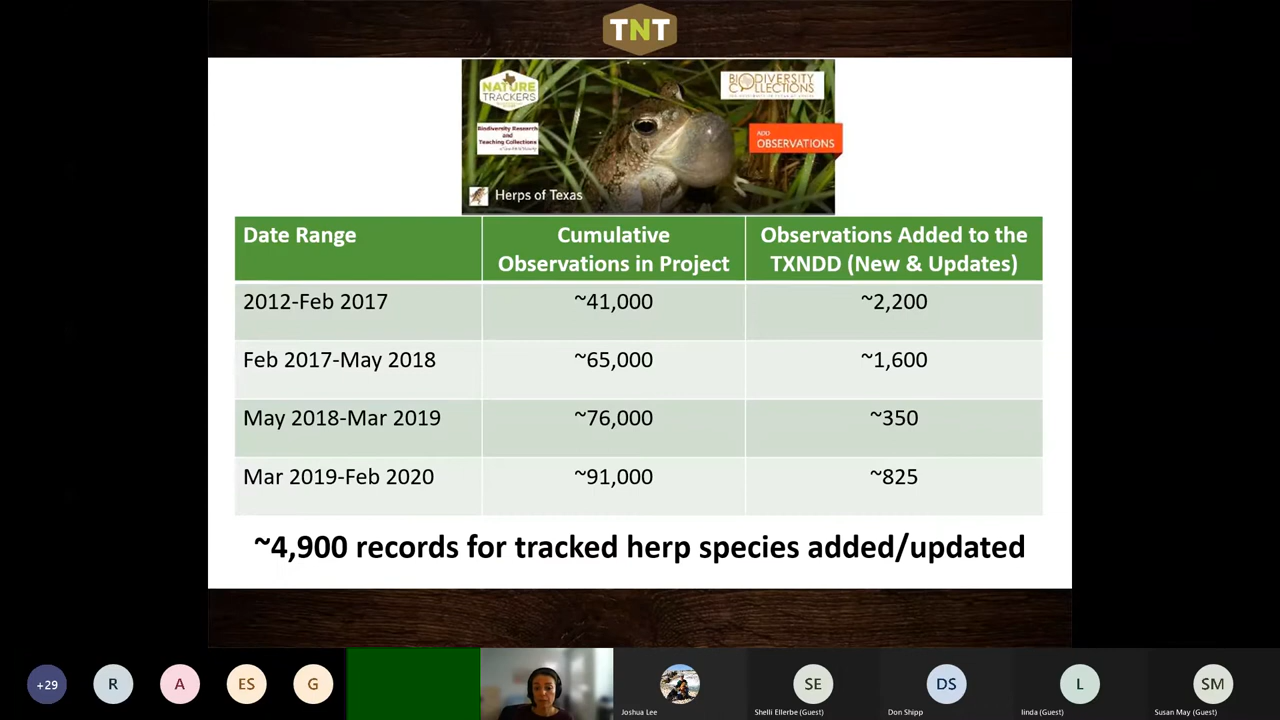 TNT
NATURE
TRACKERS
BIODIVERSITY
COLLECTIONS
Biodiversity Research
and
Teaching Collections
ADD
OBSERVATIONS
Herps of Texas
Date Range
Cumulative
Observations in Project
Observations Added to the
TXNDD (New & Updates)
2012-Feb 2017
~41,000
~2,200
Feb 2017-May 2018
~65,000
~1,600
May 2018-Mar 2019
~76,000
~350
Mar 2019-Feb 2020
~91,000
~825
~4,900 records for tracked herp species added/updated
+29
R
A
ES
G
Joshua Lee
SE
Shelli Ellerbe (Guest)
DS
Don Shipp
L
linda (Guest)
SM
Susan May (Guest)